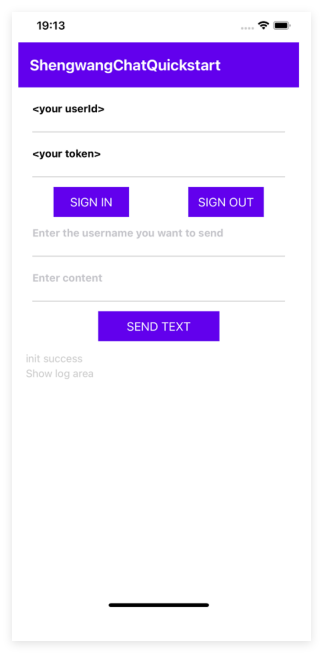 19:13
ShengwangChatQuickstart
<your userId>
<your token>
SIGN IN SIGN OUT
Enter the username you want to send
Enter content
SEND TEXT
init success
Show log area